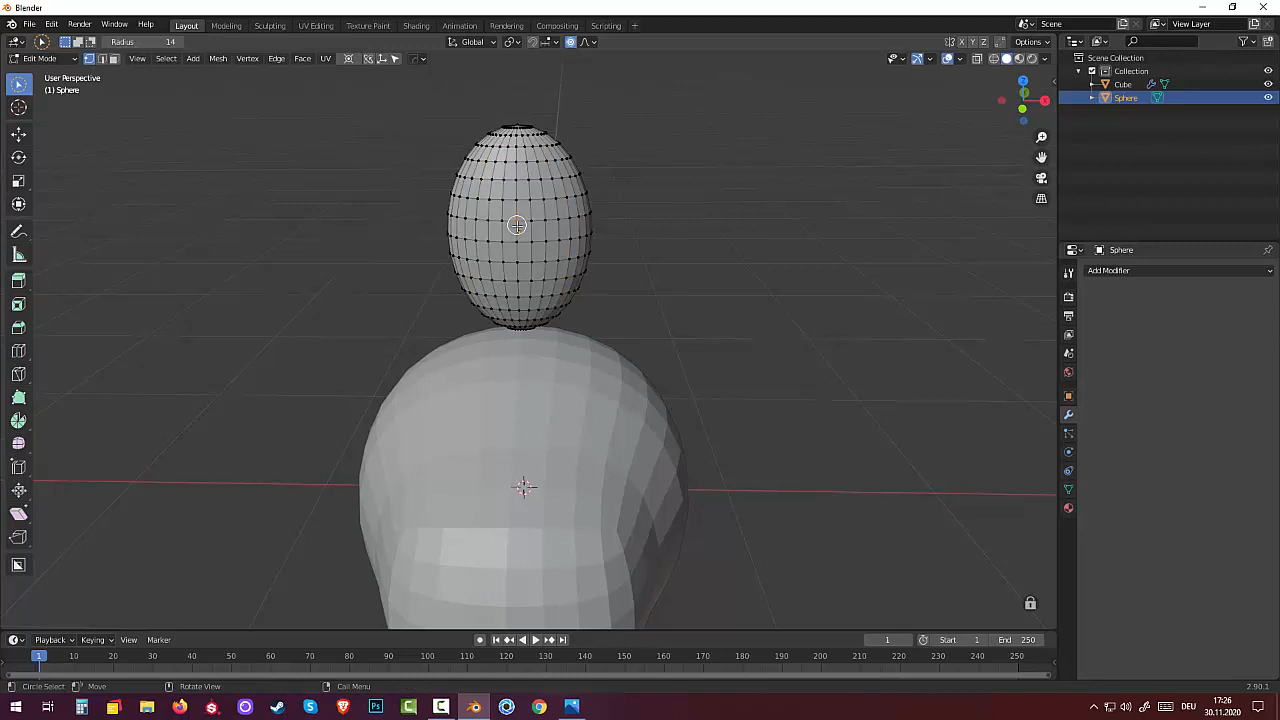 Blender
File Edit Render Window Help Layout Modeling Sculpting UV Editing Texture Paint Shading Animation Rendering Compositing Scripting + Scene View Layer
Radius 14 Global X Y Z Options
Edit Mode View Select Add Mesh Vertex Edge Face UV
User Perspective
(1) Sphere
Z
X
Scene Collection
Collection
Cube
Sphere
Sphere
Add Modifier
Playback Keying View Marker 1 Start 1 End 250
1 10 20 30 40 50 60 70 80 90 100 110 120 130 140 150 160 170 180 190 200 210 220 230 240 250
Circle Select Move Rotate View Call Menu 2.90.1
DEU 17:26
30.11.2020